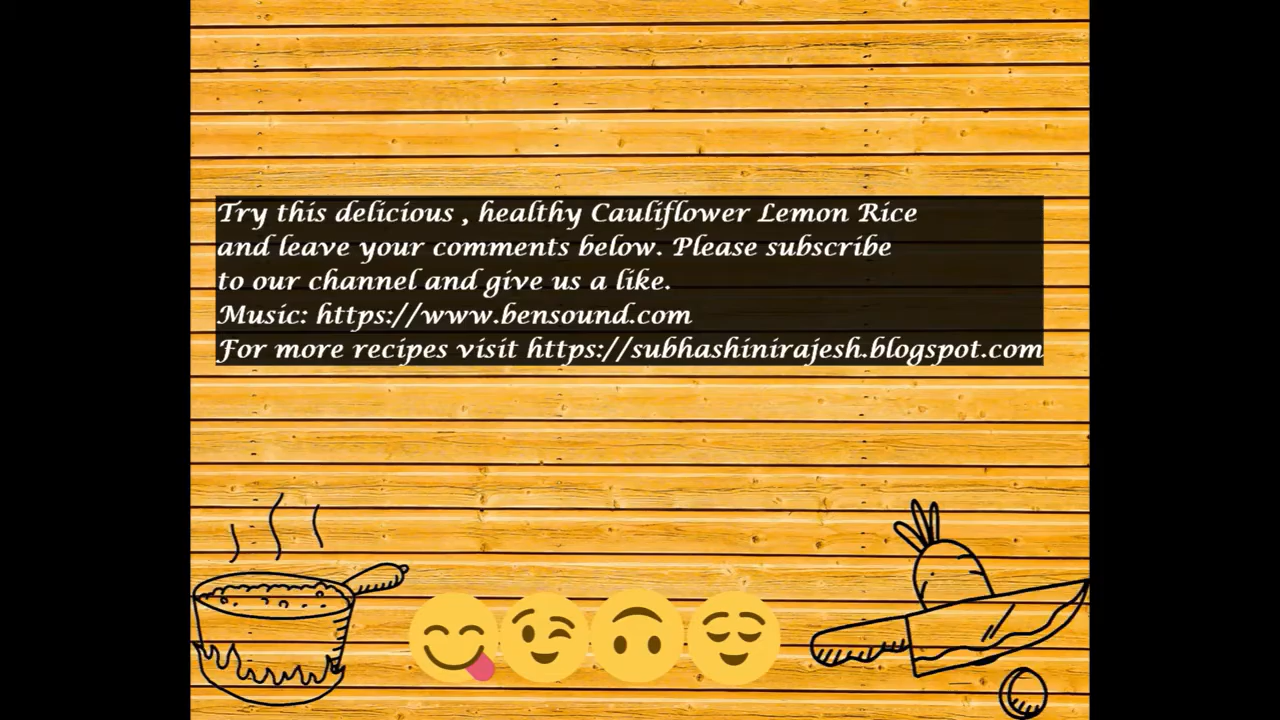 Try this delicious , healthy Cauliflower Lemon Rice
and leave your comments below. Please subscribe
to our channel and give us a like.
Music: https://www.bensound.com
For more recipes visit https://subhashinirajesh.blogspot.com